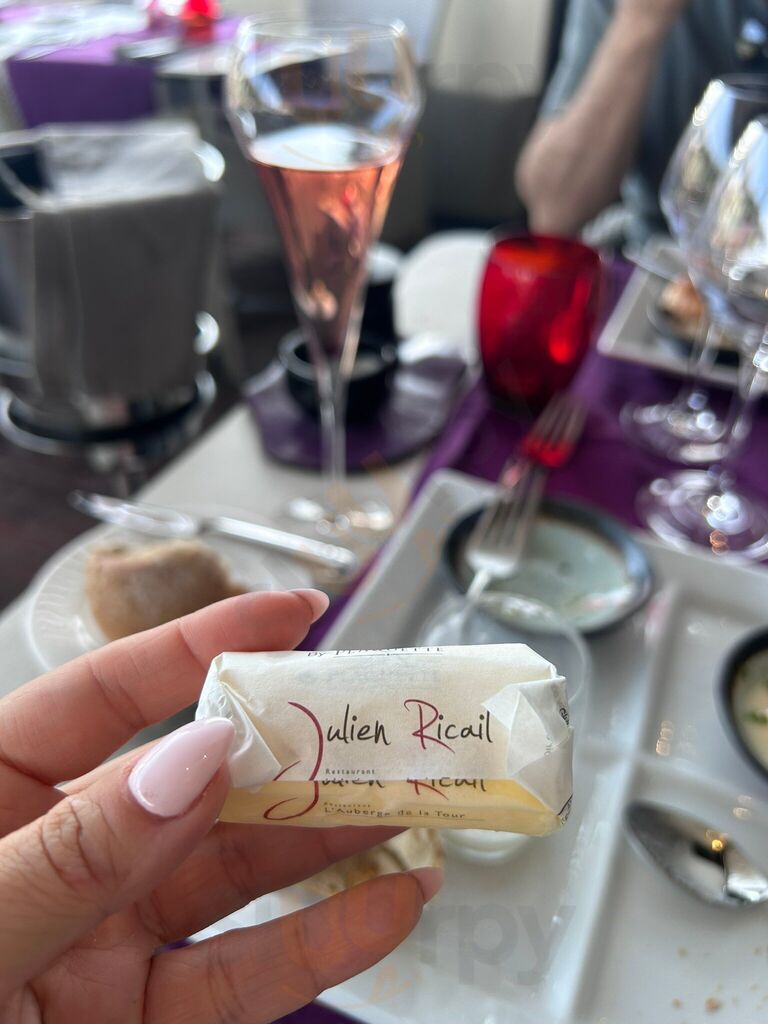 Julien Ricail
Restaurant
Julien Ricail
Restaurant
L'Auberge de la Tour